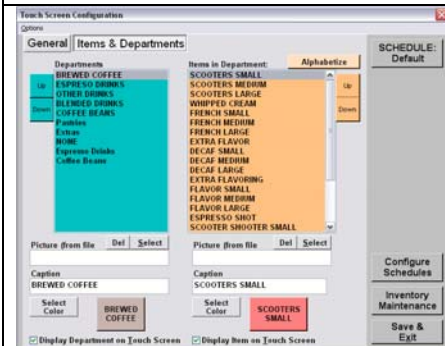 Touch Screen Configuration
Options
General
Items & Departments
SCHEDULE:
Default
Departments
BREWED COFFEE
ESPRESO DRINKS
OTHER DRINKS
BLENDED DRINKS
COFFEE BEANS
Pastries
Extras
NONE
Espresso Drinks
Coffee Beans
Up
Down
Items in Department:
Alphabetize
SCOOTERS SMALL
SCOOTERS MEDIUM
SCOOTERS LARGE
WHIPPED CREAM
FRENCH SMALL
FRENCH MEDIUM
FRENCH LARGE
EXTRA FLAVOR
DECAF SMALL
DECAF MEDIUM
DECAF LARGE
EXTRA FLAVORING
FLAVOR SMALL
FLAVOR MEDIUM
FLAVOR LARGE
ESPRESSO SHOT
SCOOTER SHOOTER SMALL
Up
Down
Picture (from file
Del
Select
Caption
BREWED COFFEE
Select
Color
BREWED
COFFEE
Display Department on Touch Screen
Picture (from file
Del
Select
Caption
SCOOTERS SMALL
Select
Color
SCOOTERS
SMALL
Display Item on Touch Screen
Configure
Schedules
Inventory
Maintenance
Save &
Exit